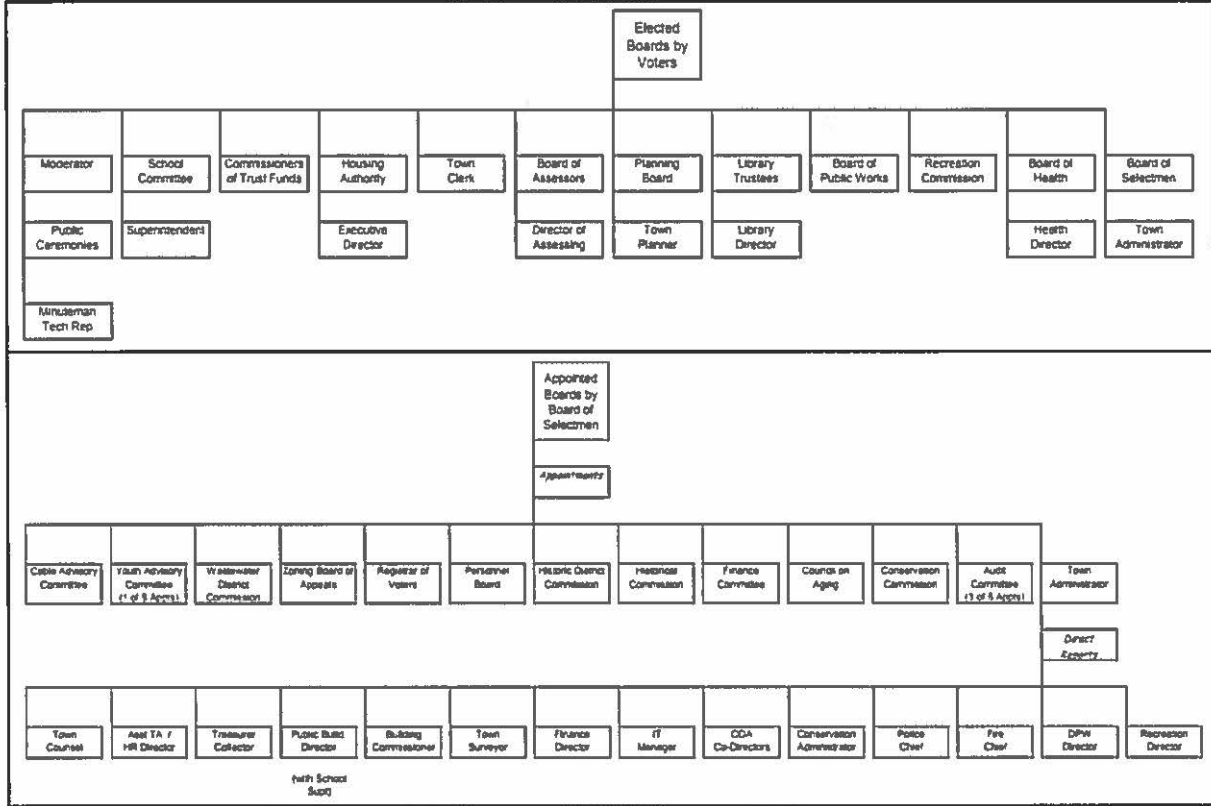 Elected
Boards by
Voters
Moderator
School
Committee
Commissioners
of Trust Funds
Housing
Authority
Town
Clerk
Board of
Assessors
Planning
Board
Library
Trustees
Board of
Public Works
Recreation
Commission
Board of
Health
Board of
Selectmen
Public
Ceremonies
Superintendent
Executive
Director
Director of
Assessing
Town
Planner
Library
Director
Health
Director
Town
Administrator
Minuteman
Tech Rep
Appointed
Boards by
Board of
Selectmen
Appointments
Cable Advisory
Committee
Youth Advisory
Committee
(1 of 5 Appts)
Wastewater
District
Commission
Zoning Board of
Appeals
Registrar of
Voters
Personnel
Board
Historic District
Commission
Historical
Commission
Finance
Committee
Council on
Aging
Conservation
Commission
Audit
Committee
Town
Administrator
Direct
Reports
Town
Counsel
Asst TA /
HR Director
Treasurer
Collector
Public Build
Director
Building
Commissioner
Town
Surveyor
Finance
Director
IT
Manager
COA
Co-Directors
Conservation
Administrator
Police
Chief
Fire
Chief
DPW
Director
Recreation
Director
(with School
Supt)